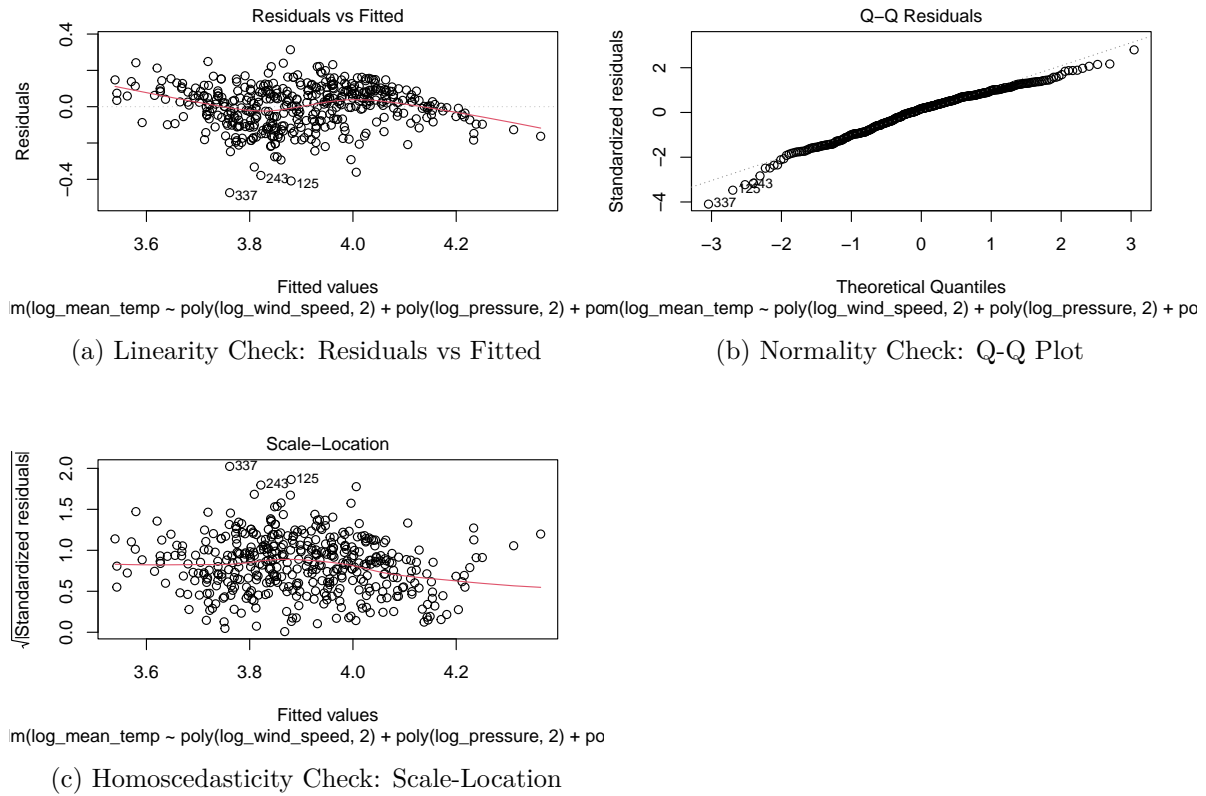 Residuals vs Fitted
Residuals
0.4
0.0
−0.4
337
243
125
3.6 3.8 4.0 4.2
Fitted values
lm(log_mean_temp ~ poly(log_wind_speed, 2) + poly(log_pressure, 2) + po
(a) Linearity Check: Residuals vs Fitted
Q−Q Residuals
Standardized residuals
2
0
−2
−4
337
125
243
−3 −2 −1 0 1 2 3
Theoretical Quantiles
m(log_mean_temp ~ poly(log_wind_speed, 2) + poly(log_pressure, 2) + po
(b) Normality Check: Q-Q Plot
Scale−Location
√|Standardized residuals|
2.0
1.5
1.0
0.5
0.0
337
243
125
3.6 3.8 4.0 4.2
Fitted values
lm(log_mean_temp ~ poly(log_wind_speed, 2) + poly(log_pressure, 2) + po
(c) Homoscedasticity Check: Scale-Location